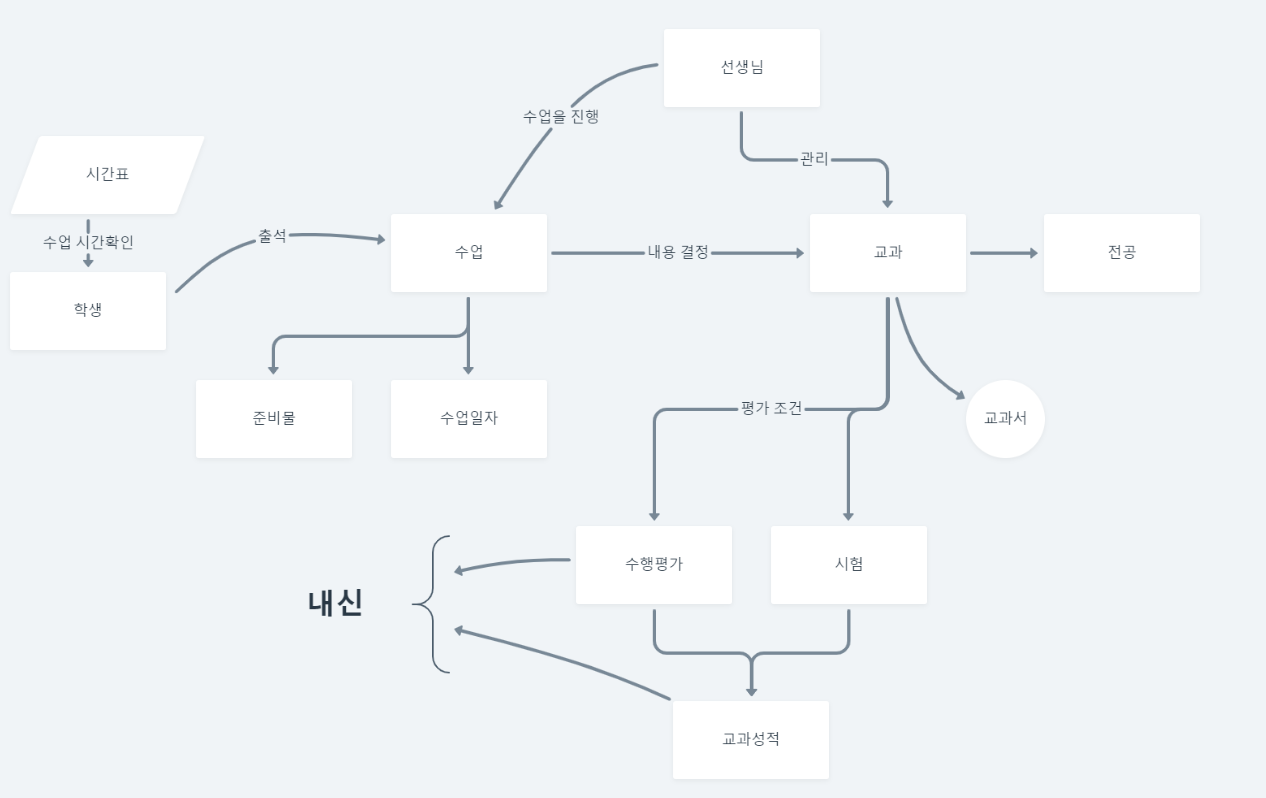 선생님
수업을 진행
관리
시간표
수업 시간확인
출석
수업
내용 결정
교과
전공
학생
준비물
수업일자
평가 조건
교과서
수행평가
시험
내신
교과성적